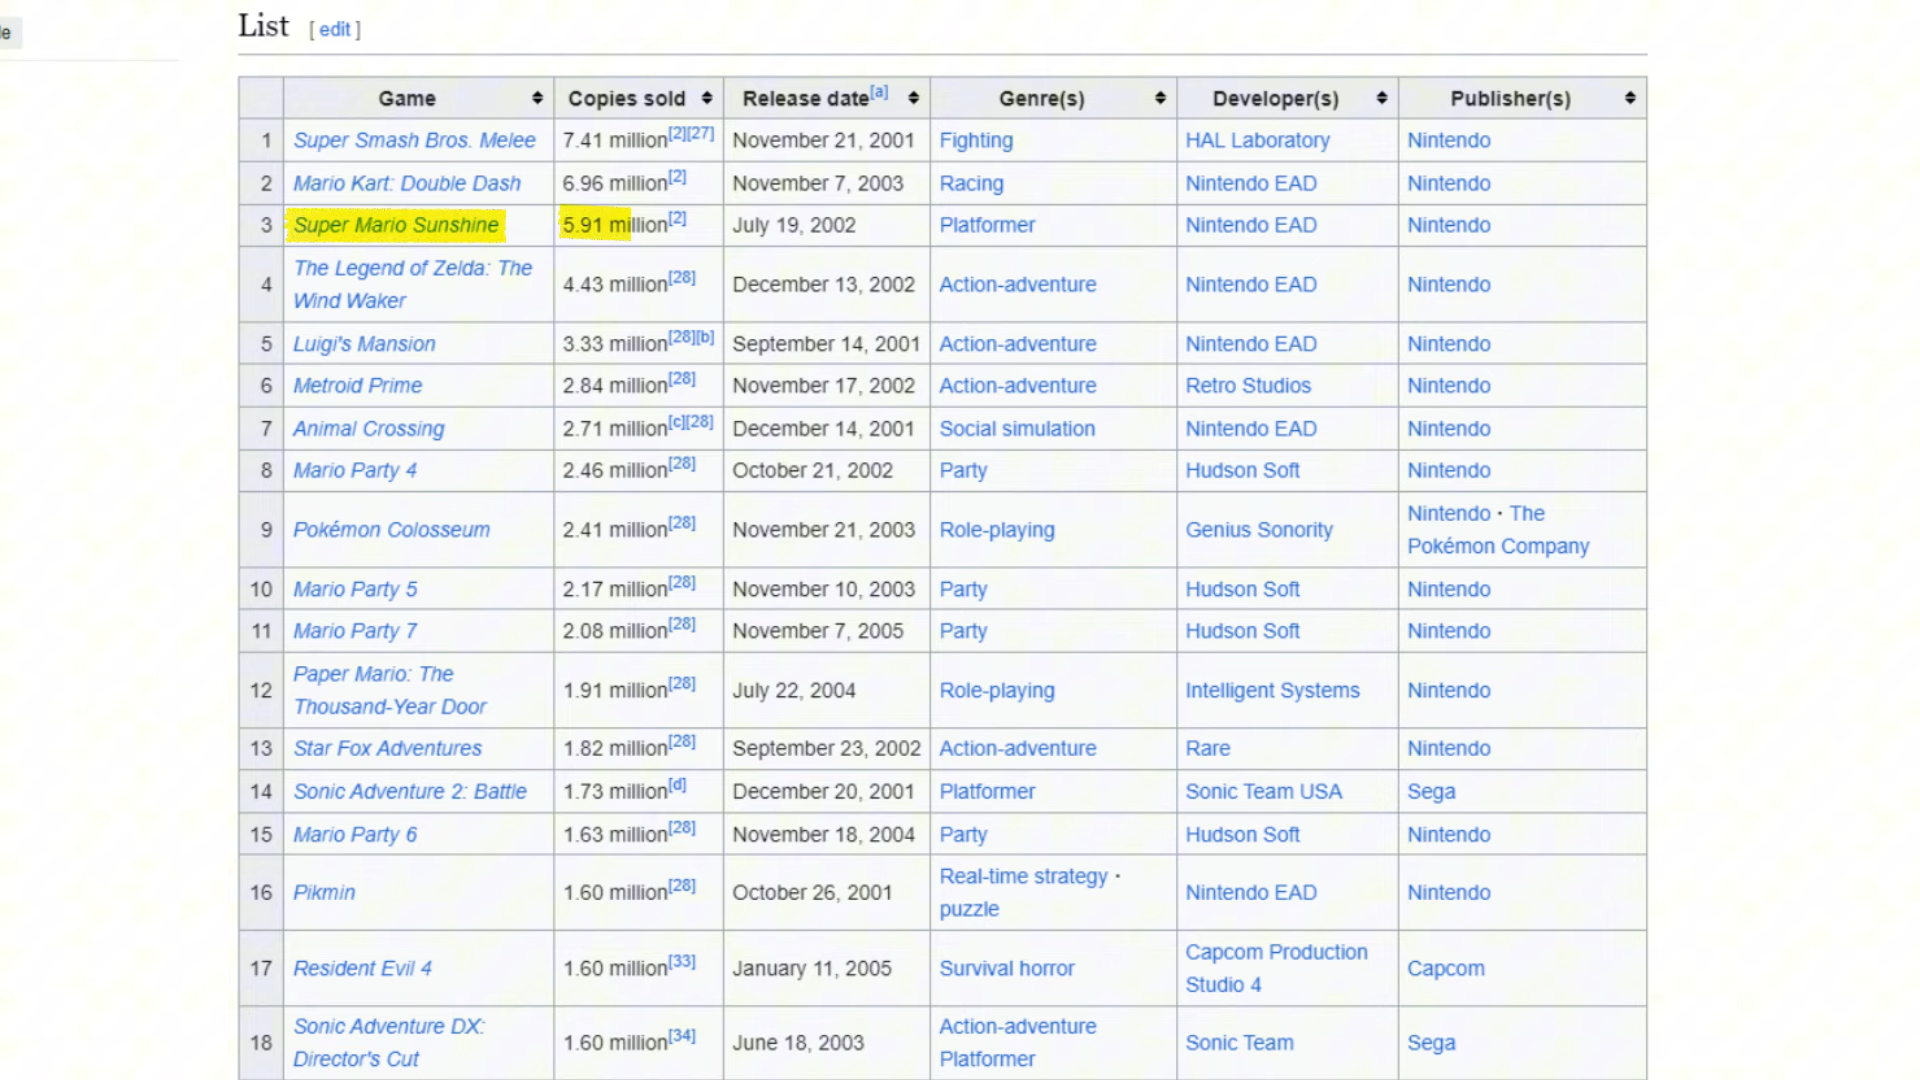 le
List [ edit ]
Game Copies sold Release date[a] Genre(s) Developer(s) Publisher(s)
1 Super Smash Bros. Melee 7.41 million[2][27] November 21, 2001 Fighting HAL Laboratory Nintendo
2 Mario Kart: Double Dash 6.96 million[2] November 7, 2003 Racing Nintendo EAD Nintendo
3 Super Mario Sunshine 5.91 million[2] July 19, 2002 Platformer Nintendo EAD Nintendo
4 The Legend of Zelda: The
Wind Waker 4.43 million[28] December 13, 2002 Action-adventure Nintendo EAD Nintendo
5 Luigi's Mansion 3.33 million[28][b] September 14, 2001 Action-adventure Nintendo EAD Nintendo
6 Metroid Prime 2.84 million[28] November 17, 2002 Action-adventure Retro Studios Nintendo
7 Animal Crossing 2.71 million[c][28] December 14, 2001 Social simulation Nintendo EAD Nintendo
8 Mario Party 4 2.46 million[28] October 21, 2002 Party Hudson Soft Nintendo
9 Pokémon Colosseum 2.41 million[28] November 21, 2003 Role-playing Genius Sonority Nintendo · The
Pokémon Company
10 Mario Party 5 2.17 million[28] November 10, 2003 Party Hudson Soft Nintendo
11 Mario Party 7 2.08 million[28] November 7, 2005 Party Hudson Soft Nintendo
12 Paper Mario: The
Thousand-Year Door 1.91 million[28] July 22, 2004 Role-playing Intelligent Systems Nintendo
13 Star Fox Adventures 1.82 million[28] September 23, 2002 Action-adventure Rare Nintendo
14 Sonic Adventure 2: Battle 1.73 million[d] December 20, 2001 Platformer Sonic Team USA Sega
15 Mario Party 6 1.63 million[28] November 18, 2004 Party Hudson Soft Nintendo
16 Pikmin 1.60 million[28] October 26, 2001 Real-time strategy ·
puzzle Nintendo EAD Nintendo
17 Resident Evil 4 1.60 million[33] January 11, 2005 Survival horror Capcom Production
Studio 4 Capcom
18 Sonic Adventure DX:
Director's Cut 1.60 million[34] June 18, 2003 Action-adventure
Platformer Sonic Team Sega